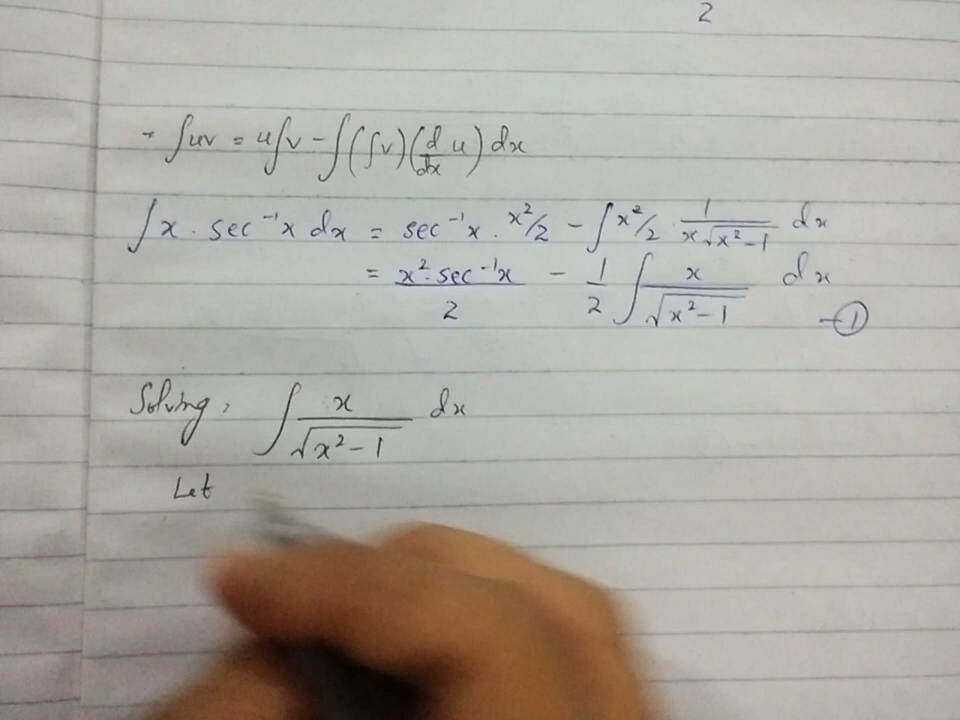 2
→ ∫uv = u∫v - ∫(∫v)(d/dx u) dx
∫x . sec⁻¹x dx = sec⁻¹x . x²/2 - ∫x²/2 . 1/(x√(x²-1)) dx
= x².sec⁻¹x / 2 - 1/2 ∫ x/√(x²-1) dx -①
Solving, ∫ x/√(x²-1) dx
Let